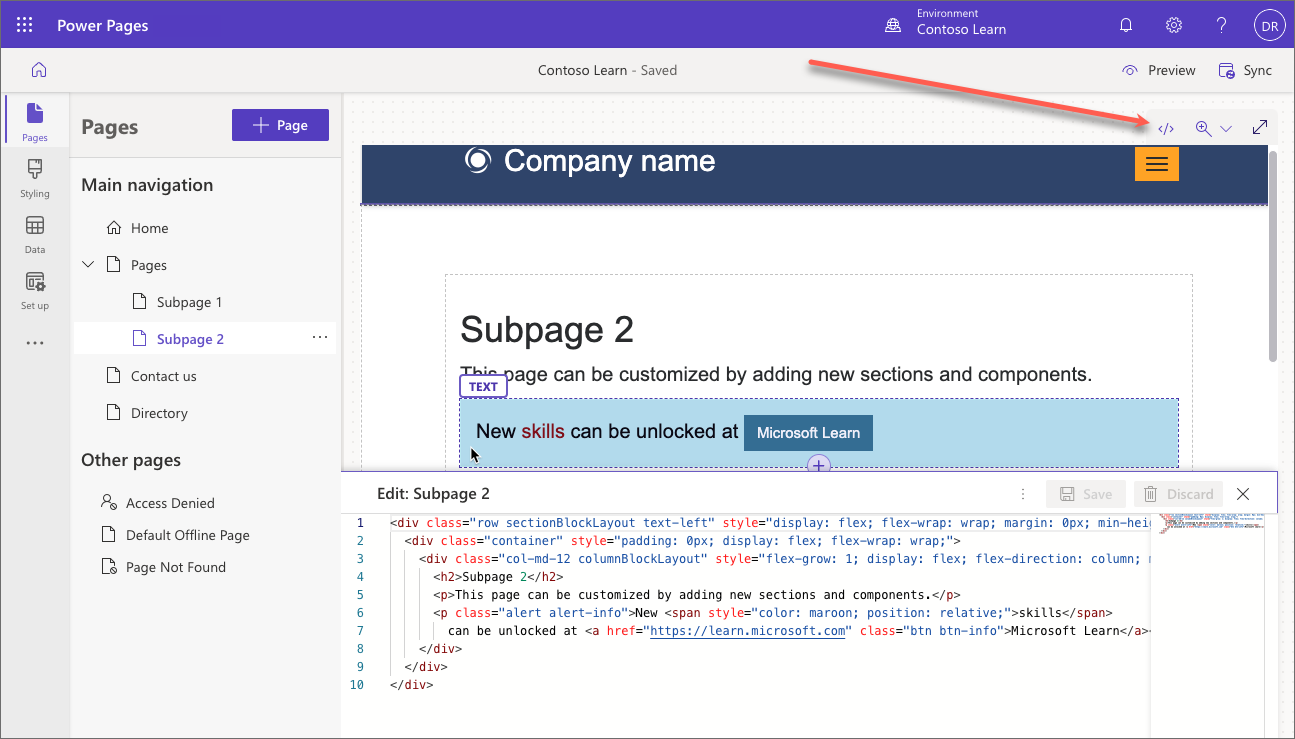 Power Pages
Environment
Contoso Learn
?
DR
Contoso Learn - Saved
Preview
Sync
Pages
Styling
Data
Set up
Pages
+ Page
Main navigation
Home
Pages
Subpage 1
Subpage 2
Contact us
Directory
Other pages
Access Denied
Default Offline Page
Page Not Found
</>
Company name
Subpage 2
This page can be customized by adding new sections and components.
TEXT
New skills can be unlocked at Microsoft Learn
Edit: Subpage 2
Save
Discard
1 <div class="row sectionBlockLayout text-left" style="display: flex; flex-wrap: wrap; margin: 0px; min-heig
2 <div class="container" style="padding: 0px; display: flex; flex-wrap: wrap;">
3 <div class="col-md-12 columnBlockLayout" style="flex-grow: 1; display: flex; flex-direction: column;
4 <h2>Subpage 2</h2>
5 <p>This page can be customized by adding new sections and components.</p>
6 <p class="alert alert-info">New <span style="color: maroon; position: relative;">skills</span>
7 can be unlocked at <a href="https://learn.microsoft.com" class="btn btn-info">Microsoft Learn</a><
8 </div>
9 </div>
10 </div>